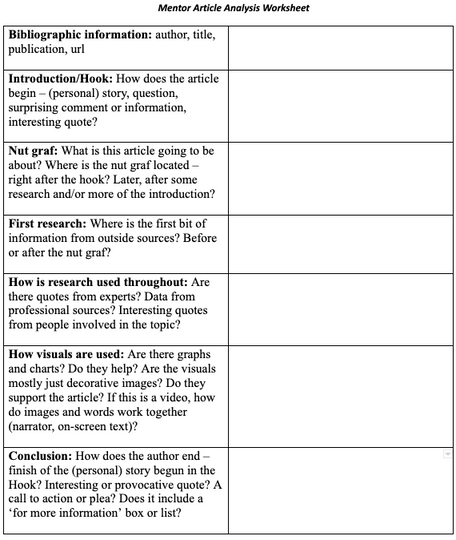 Mentor Article Analysis Worksheet
Bibliographic information: author, title,
publication, url
Introduction/Hook: How does the article
begin – (personal) story, question,
surprising comment or information,
interesting quote?
Nut graf: What is this article going to be
about? Where is the nut graf located –
right after the hook? Later, after some
research and/or more of the introduction?
First research: Where is the first bit of
information from outside sources? Before
or after the nut graf?
How is research used throughout: Are
there quotes from experts? Data from
professional sources? Interesting quotes
from people involved in the topic?
How visuals are used: Are there graphs
and charts? Do they help? Are the visuals
mostly just decorative images? Do they
support the article? If this is a video, how
do images and words work together
(narrator, on-screen text)?
Conclusion: How does the author end –
finish of the (personal) story begun in the
Hook? Interesting or provocative quote? A
call to action or plea? Does it include a
‘for more information’ box or list?